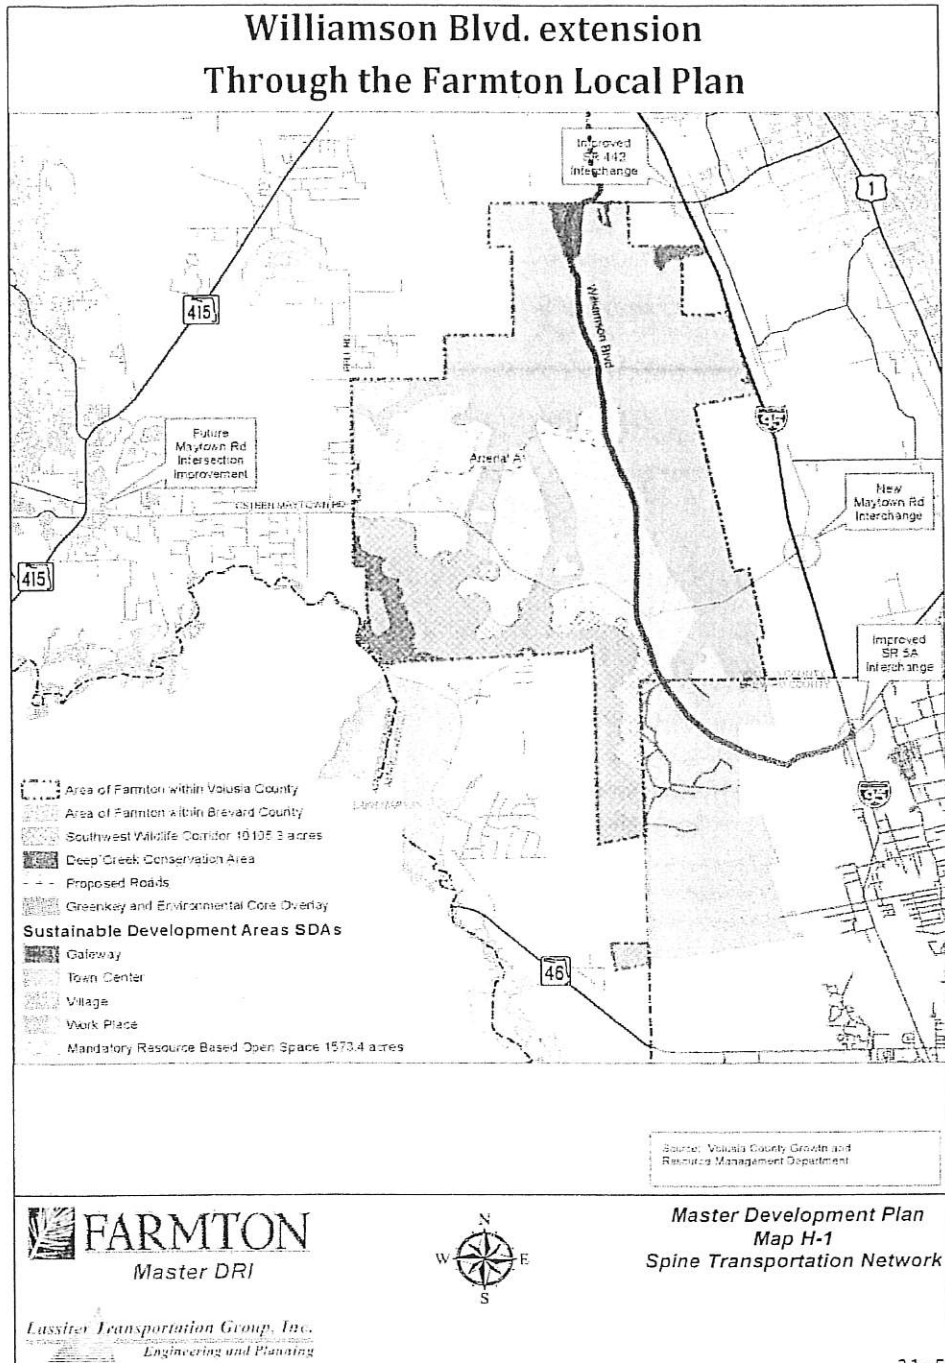 Williamson Blvd. extension
Through the Farmton Local Plan
Improved
SR 442
Interchange
1
415
Williamson Blvd
Future
Maytown Rd
Intersection
Improvement
Arterial A
OSTEEN MAYTOWN RD
New
Maytown Rd
Interchange
415
Improved
SR 5A
Interchange
Area of Farmton within Volusia County
Area of Farmton within Brevard County
Southwest Wildlife Corridor
Deep Creek Conservation Area
Proposed Roads
Greenkey and Environmental Core Overlay
Sustainable Development Areas SDAs
Gateway
Town Center
Village
Work Place
Mandatory Resource Based Open Space 1573.4 acres
46
Source: Volusia County Growth and
Resource Management Department
FARMTON
Master DRI
N
W E
S
Master Development Plan
Map H-1
Spine Transportation Network
Lassiter Transportation Group, Inc.
Engineering and Planning